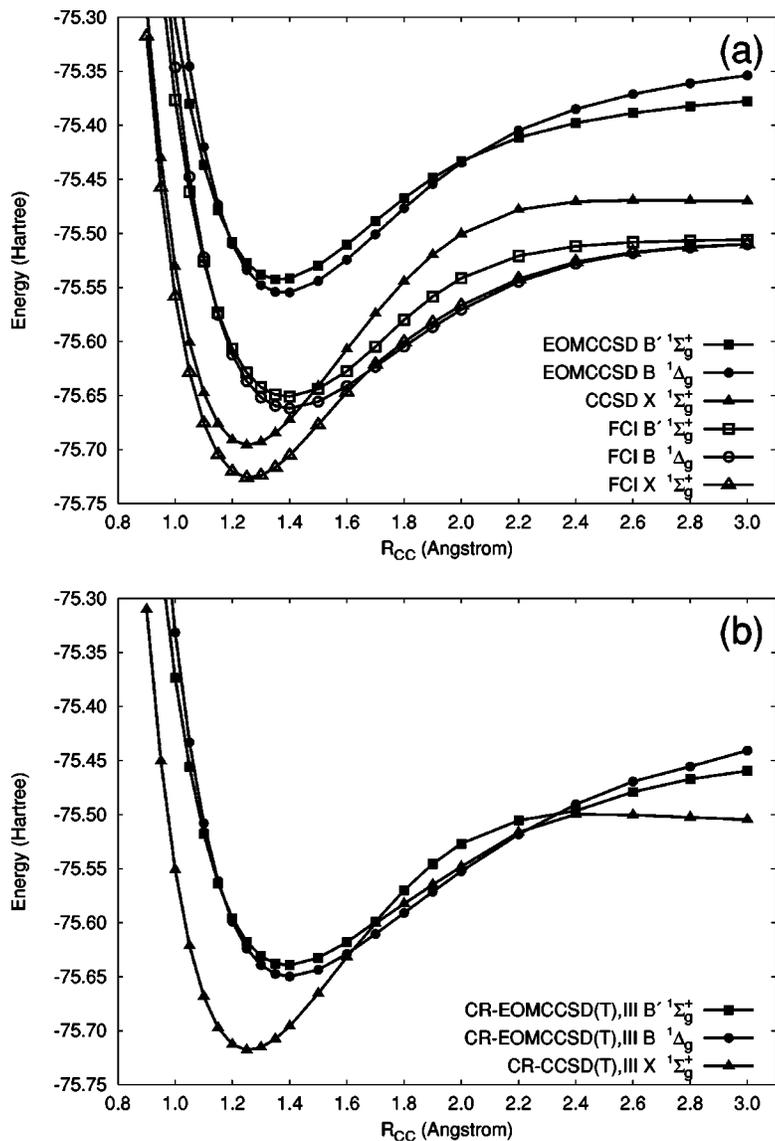 (a)
-75.30
-75.35
-75.40
-75.45
-75.50
-75.55
-75.60
-75.65
-75.70
-75.75
Energy (Hartree)
EOMCCSD B′ ¹Σg⁺
EOMCCSD B ¹Δg
CCSD X ¹Σg⁺
FCI B′ ¹Σg⁺
FCI B ¹Δg
FCI X ¹Σg⁺
0.8 1.0 1.2 1.4 1.6 1.8 2.0 2.2 2.4 2.6 2.8 3.0
RCC (Angstrom)
(b)
-75.30
-75.35
-75.40
-75.45
-75.50
-75.55
-75.60
-75.65
-75.70
-75.75
Energy (Hartree)
CR-EOMCCSD(T),III B′ ¹Σg⁺
CR-EOMCCSD(T),III B ¹Δg
CR-CCSD(T),III X ¹Σg⁺
0.8 1.0 1.2 1.4 1.6 1.8 2.0 2.2 2.4 2.6 2.8 3.0
RCC (Angstrom)